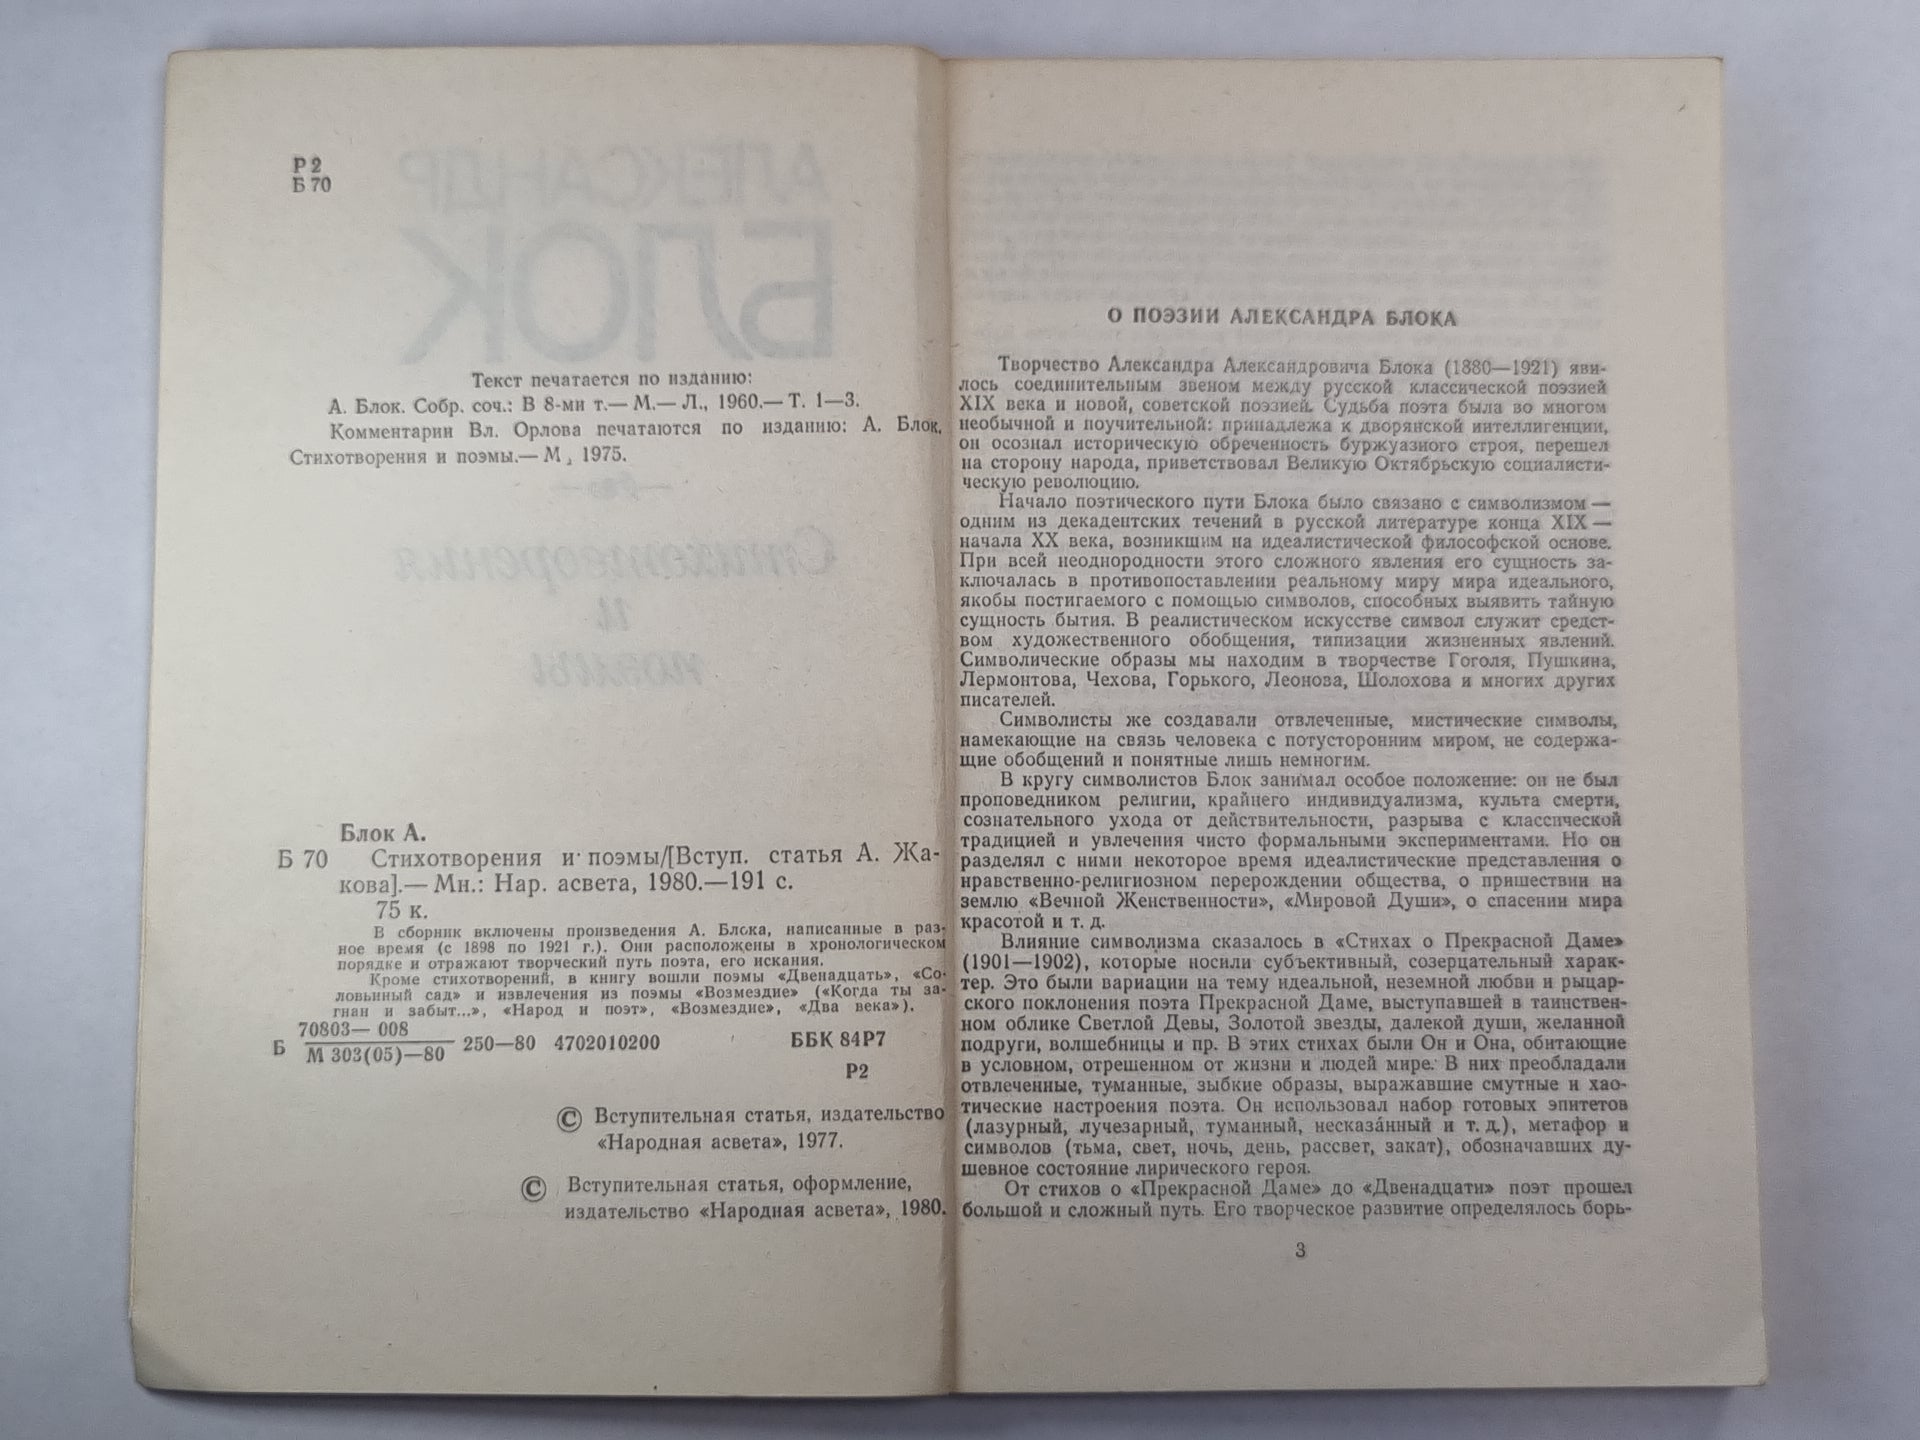 Р 2
Б 70
Текст печатается по изданию:
А. Блок. Собр. соч.: В 8-ми т.— М.— Л., 1960.— Т. 1—3.
Комментарии Вл. Орлова печатаются по изданию: А. Блок.
Стихотворения и поэмы.— М., 1975.
Блок А.
Б 70 Стихотворения и поэмы/[Вступ. статья А. Жа-
кова].— Мн.: Нар. асвета, 1980.—191 с.
75 к.
В сборник включены произведения А. Блока, написанные в раз-
ное время (с 1898 по 1921 г.). Они расположены в хронологическом
порядке и отражают творческий путь поэта, его искания.
Кроме стихотворений, в книгу вошли поэмы «Двенадцать», «Со-
ловьиный сад» и извлечения из поэмы «Возмездие» («Когда ты за-
гнан и забыт...», «Народ и поэт», «Возмездие», «Два века»).
Б 70803— 008
М 303(05)—80 250—80 4702010200 ББК 84Р7
Р2
© Вступительная статья, издательство
«Народная асвета», 1977.
© Вступительная статья, оформление,
издательство «Народная асвета», 1980.
О ПОЭЗИИ АЛЕКСАНДРА БЛОКА
Творчество Александра Александровича Блока (1880—1921) яви-
лось соединительным звеном между русской классической поэзией
XIX века и новой, советской поэзией. Судьба поэта была во многом
необычной и поучительной: принадлежа к дворянской интеллигенции,
он осознал историческую обреченность буржуазного строя, перешел
на сторону народа, приветствовал Великую Октябрьскую социалисти-
ческую революцию.
Начало поэтического пути Блока было связано с символизмом —
одним из декадентских течений в русской литературе конца XIX —
начала XX века, возникшим на идеалистической философской основе.
При всей неоднородности этого сложного явления его сущность за-
ключалась в противопоставлении реальному миру мира идеального,
якобы постигаемого с помощью символов, способных выявить тайную
сущность бытия. В реалистическом искусстве символ служит средст-
вом художественного обобщения, типизации жизненных явлений.
Символические образы мы находим в творчестве Гоголя, Пушкина,
Лермонтова, Чехова, Горького, Леонова, Шолохова и многих других
писателей.
Символисты же создавали отвлеченные, мистические символы,
намекающие на связь человека с потусторонним миром, не содержа-
щие обобщений и понятные лишь немногим.
В кругу символистов Блок занимал особое положение: он не был
проповедником религии, крайнего индивидуализма, культа смерти,
сознательного ухода от действительности, разрыва с классической
традицией и увлечения чисто формальными экспериментами. Но он
разделял с ними некоторое время идеалистические представления о
нравственно-религиозном перерождении общества, о пришествии на
землю «Вечной Женственности», «Мировой Души», о спасении мира
красотой и т. д.
Влияние символизма сказалось в «Стихах о Прекрасной Даме»
(1901—1902), которые носили субъективный, созерцательный харак-
тер. Это были вариации на тему идеальной, неземной любви и рыцар-
ского поклонения поэта Прекрасной Даме, выступавшей в таинствен-
ном облике Светлой Девы, Золотой звезды, далекой души, желанной
подруги, волшебницы и пр. В этих стихах были Он и Она, обитающие
в условном, отрешенном от жизни и людей мире. В них преобладали
отвлеченные, туманные, зыбкие образы, выражавшие смутные и хао-
тические настроения поэта. Он использовал набор готовых эпитетов
(лазурный, лучезарный, туманный, несказáнный и т. д.), метафор и
символов (тьма, свет, ночь, день, рассвет, закат), обозначавших ду-
шевное состояние лирического героя.
От стихов о «Прекрасной Даме» до «Двенадцати» поэт прошел
большой и сложный путь. Его творческое развитие определялось борь-
3